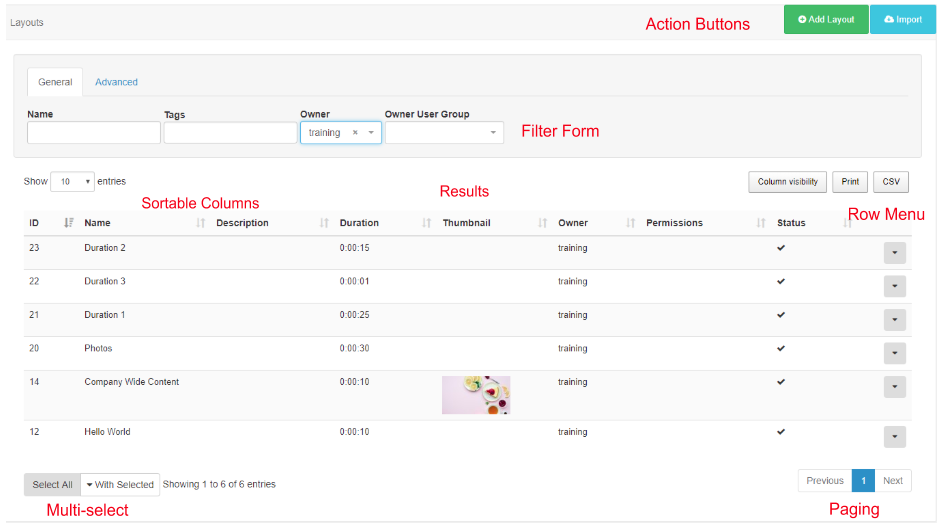 Layouts
Action Buttons
Add Layout
Import
General
Advanced
Name
Tags
Owner
Owner User Group
training
Filter Form
Show 10 entries
Results
Column visibility
Print
CSV
Sortable Columns
Row Menu
ID Name Description Duration Thumbnail Owner Permissions Status
23 Duration 2 0:00:15 training
22 Duration 3 0:00:01 training
21 Duration 1 0:00:25 training
20 Photos 0:00:30 training
14 Company Wide Content 0:00:10 training
12 Hello World 0:00:10 training
Select All With Selected Showing 1 to 6 of 6 entries
Previous 1 Next
Multi-select
Paging